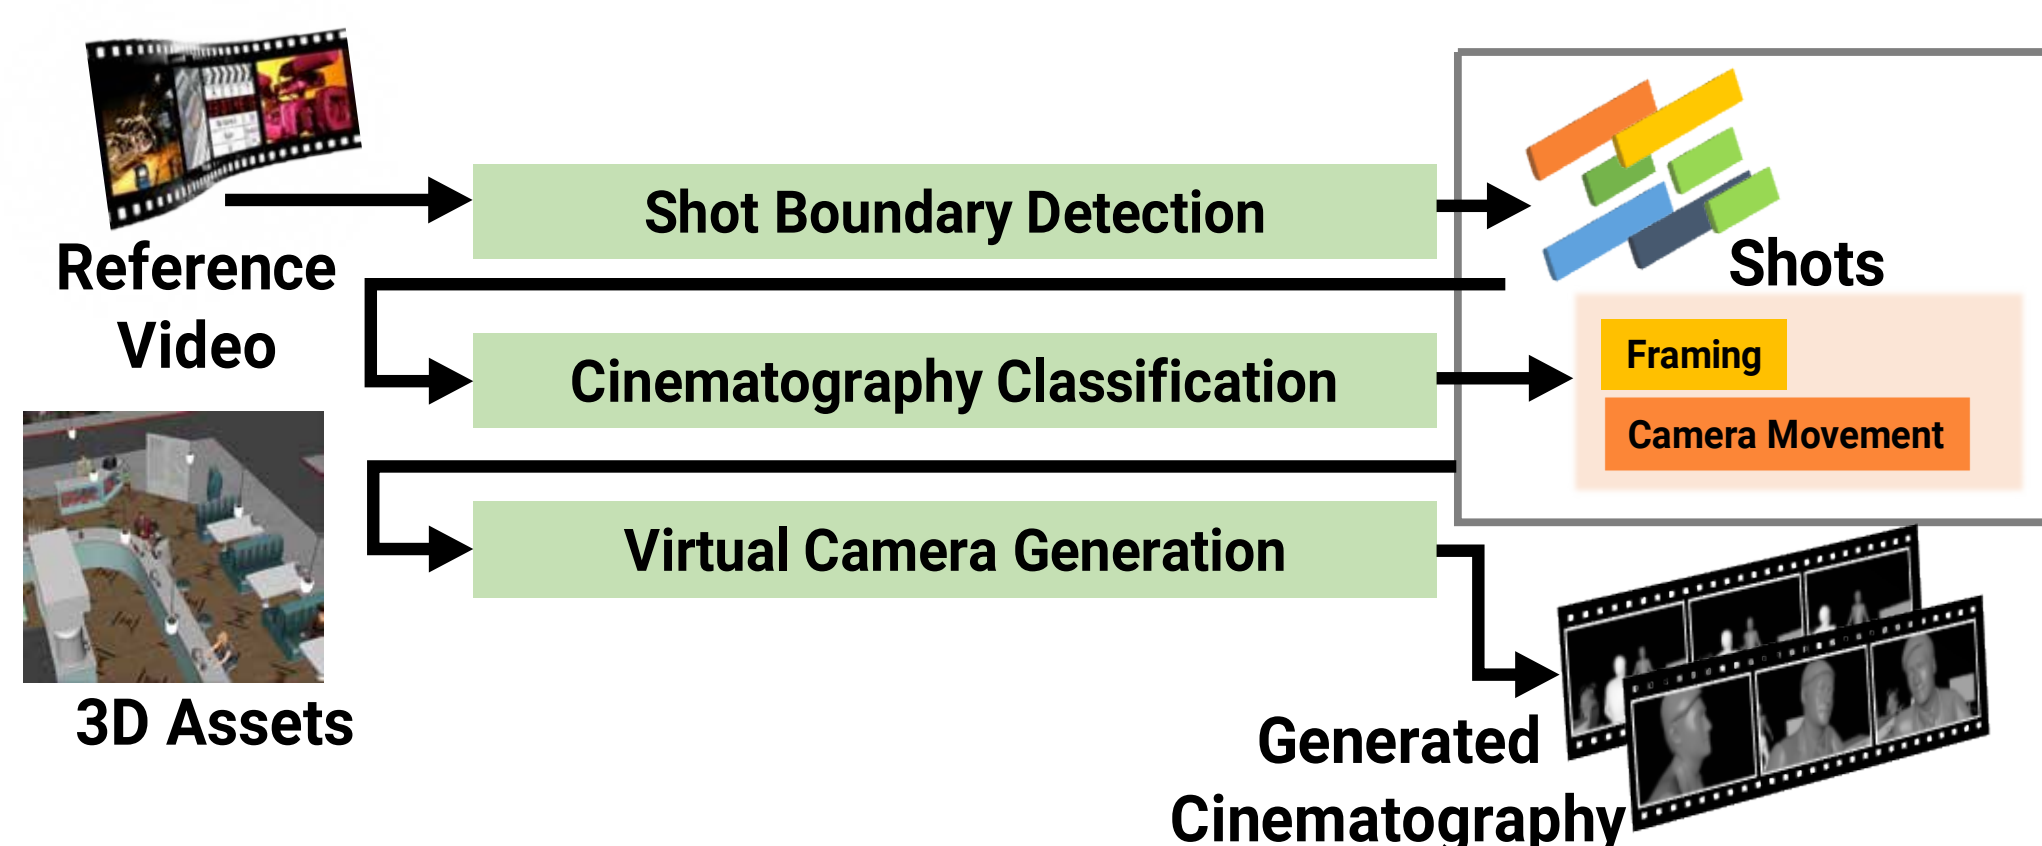 Reference
Video
3D Assets
Shot Boundary Detection
Cinematography Classification
Virtual Camera Generation
Shots
Framing
Camera Movement
Generated
Cinematography